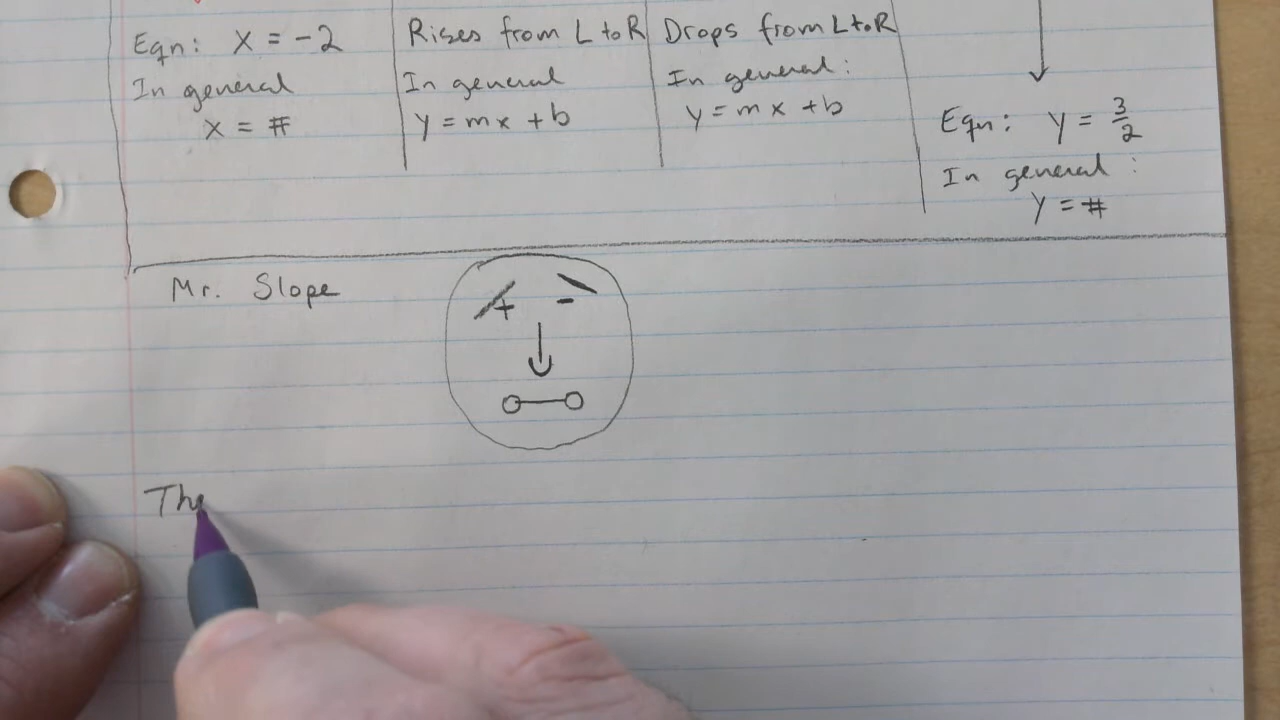 Eqn: x = -2
In general
x = #
Rises from L to R
In general
y = mx + b
Drops from L to R
In general:
y = mx + b
Eqn: y = 3/2
In general:
y = #
Mr. Slope
+ -
The